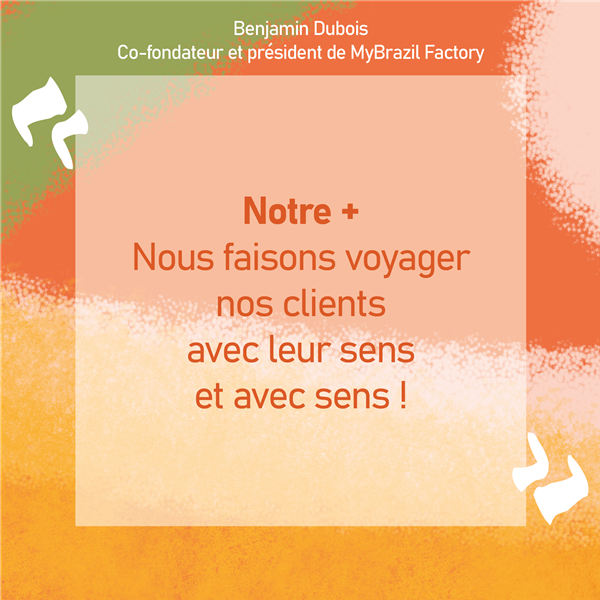 Benjamin Dubois
Co-fondateur et président de MyBrazil Factory
Notre +
Nous faisons voyager
nos clients
avec leur sens
et avec sens !